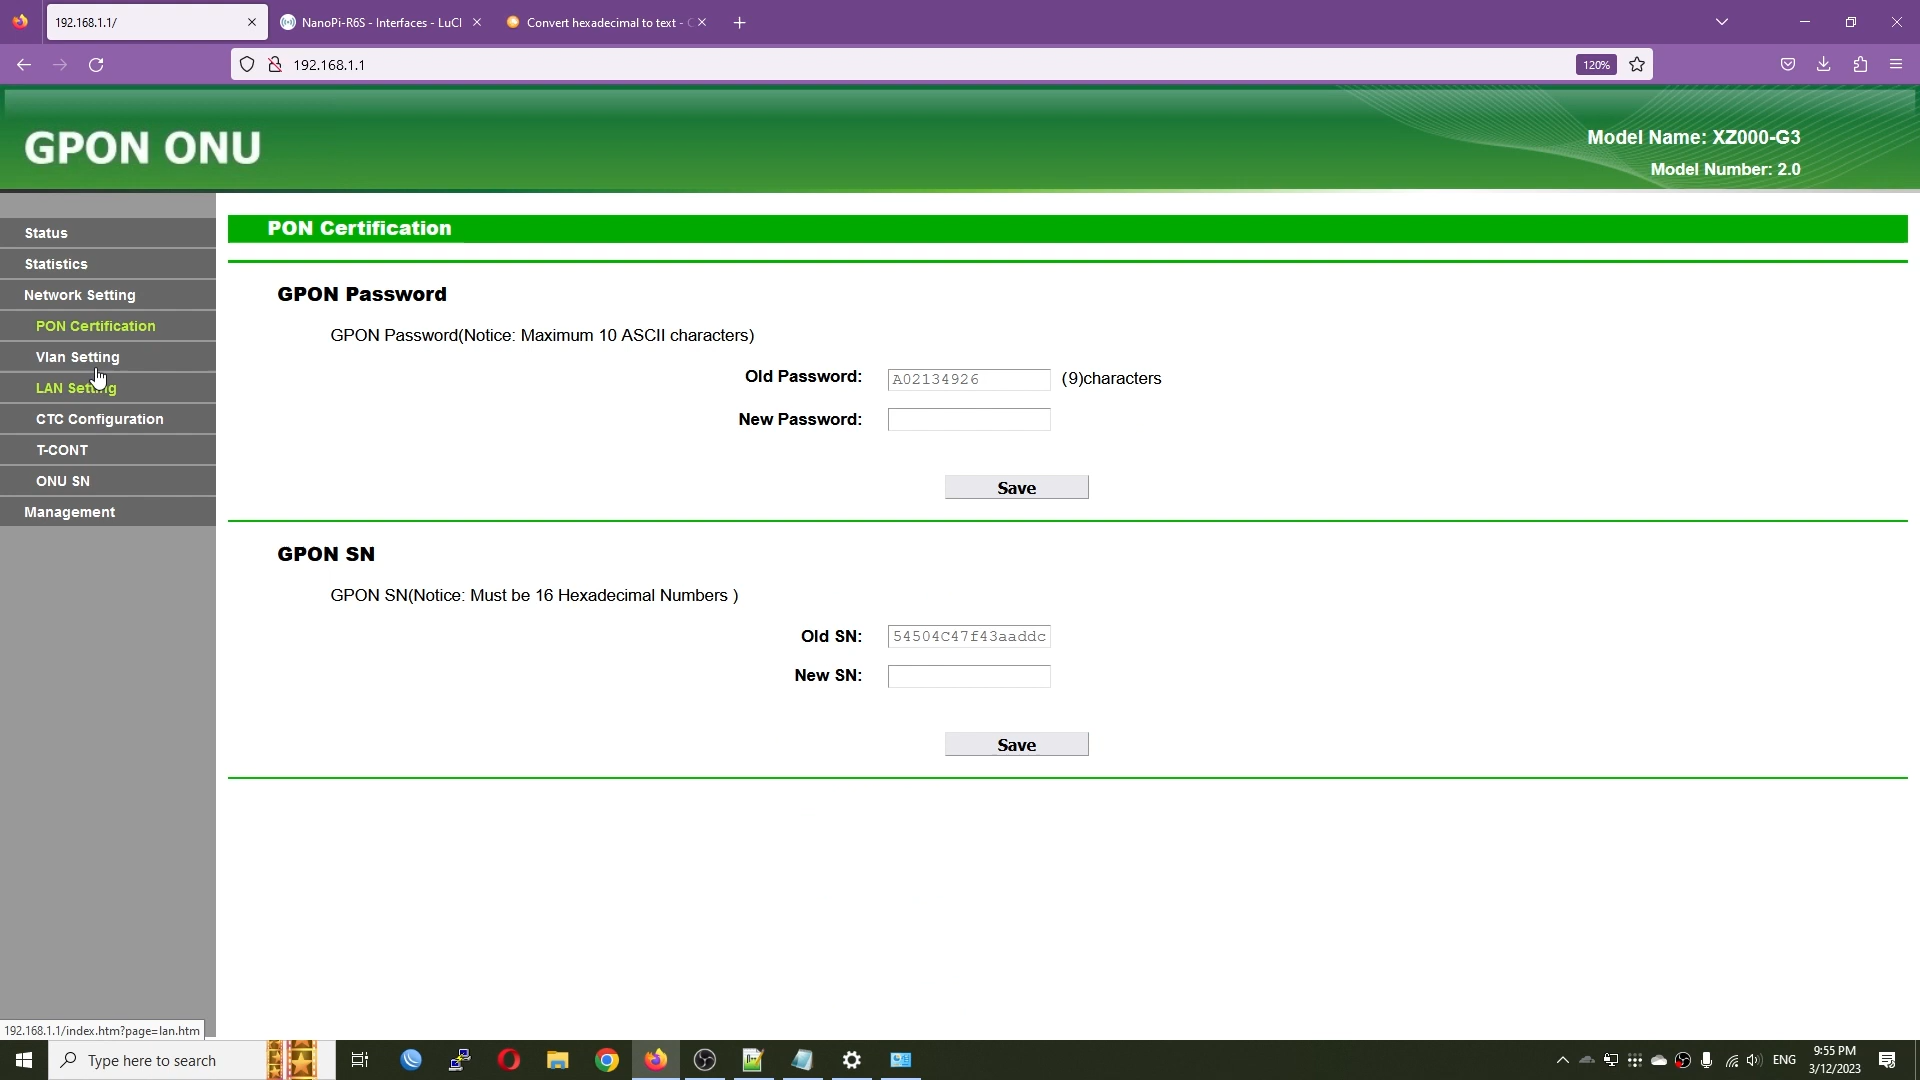 192.168.1.1/
NanoPi-R6S - Interfaces - LuCI
Convert hexadecimal to text -
192.168.1.1
120%
GPON ONU
Model Name: XZ000-G3
Model Number: 2.0
Status
Statistics
Network Setting
PON Certification
Vlan Setting
LAN Setting
CTC Configuration
T-CONT
ONU SN
Management
PON Certification
GPON Password
GPON Password(Notice: Maximum 10 ASCII characters)
Old Password: A02134926 (9)characters
New Password:
Save
GPON SN
GPON SN(Notice: Must be 16 Hexadecimal Numbers )
Old SN: 54504C47f43aaddc
New SN:
Save
192.168.1.1/index.htm?page=lan.htm
Type here to search
ENG
9:55 PM
3/12/2023